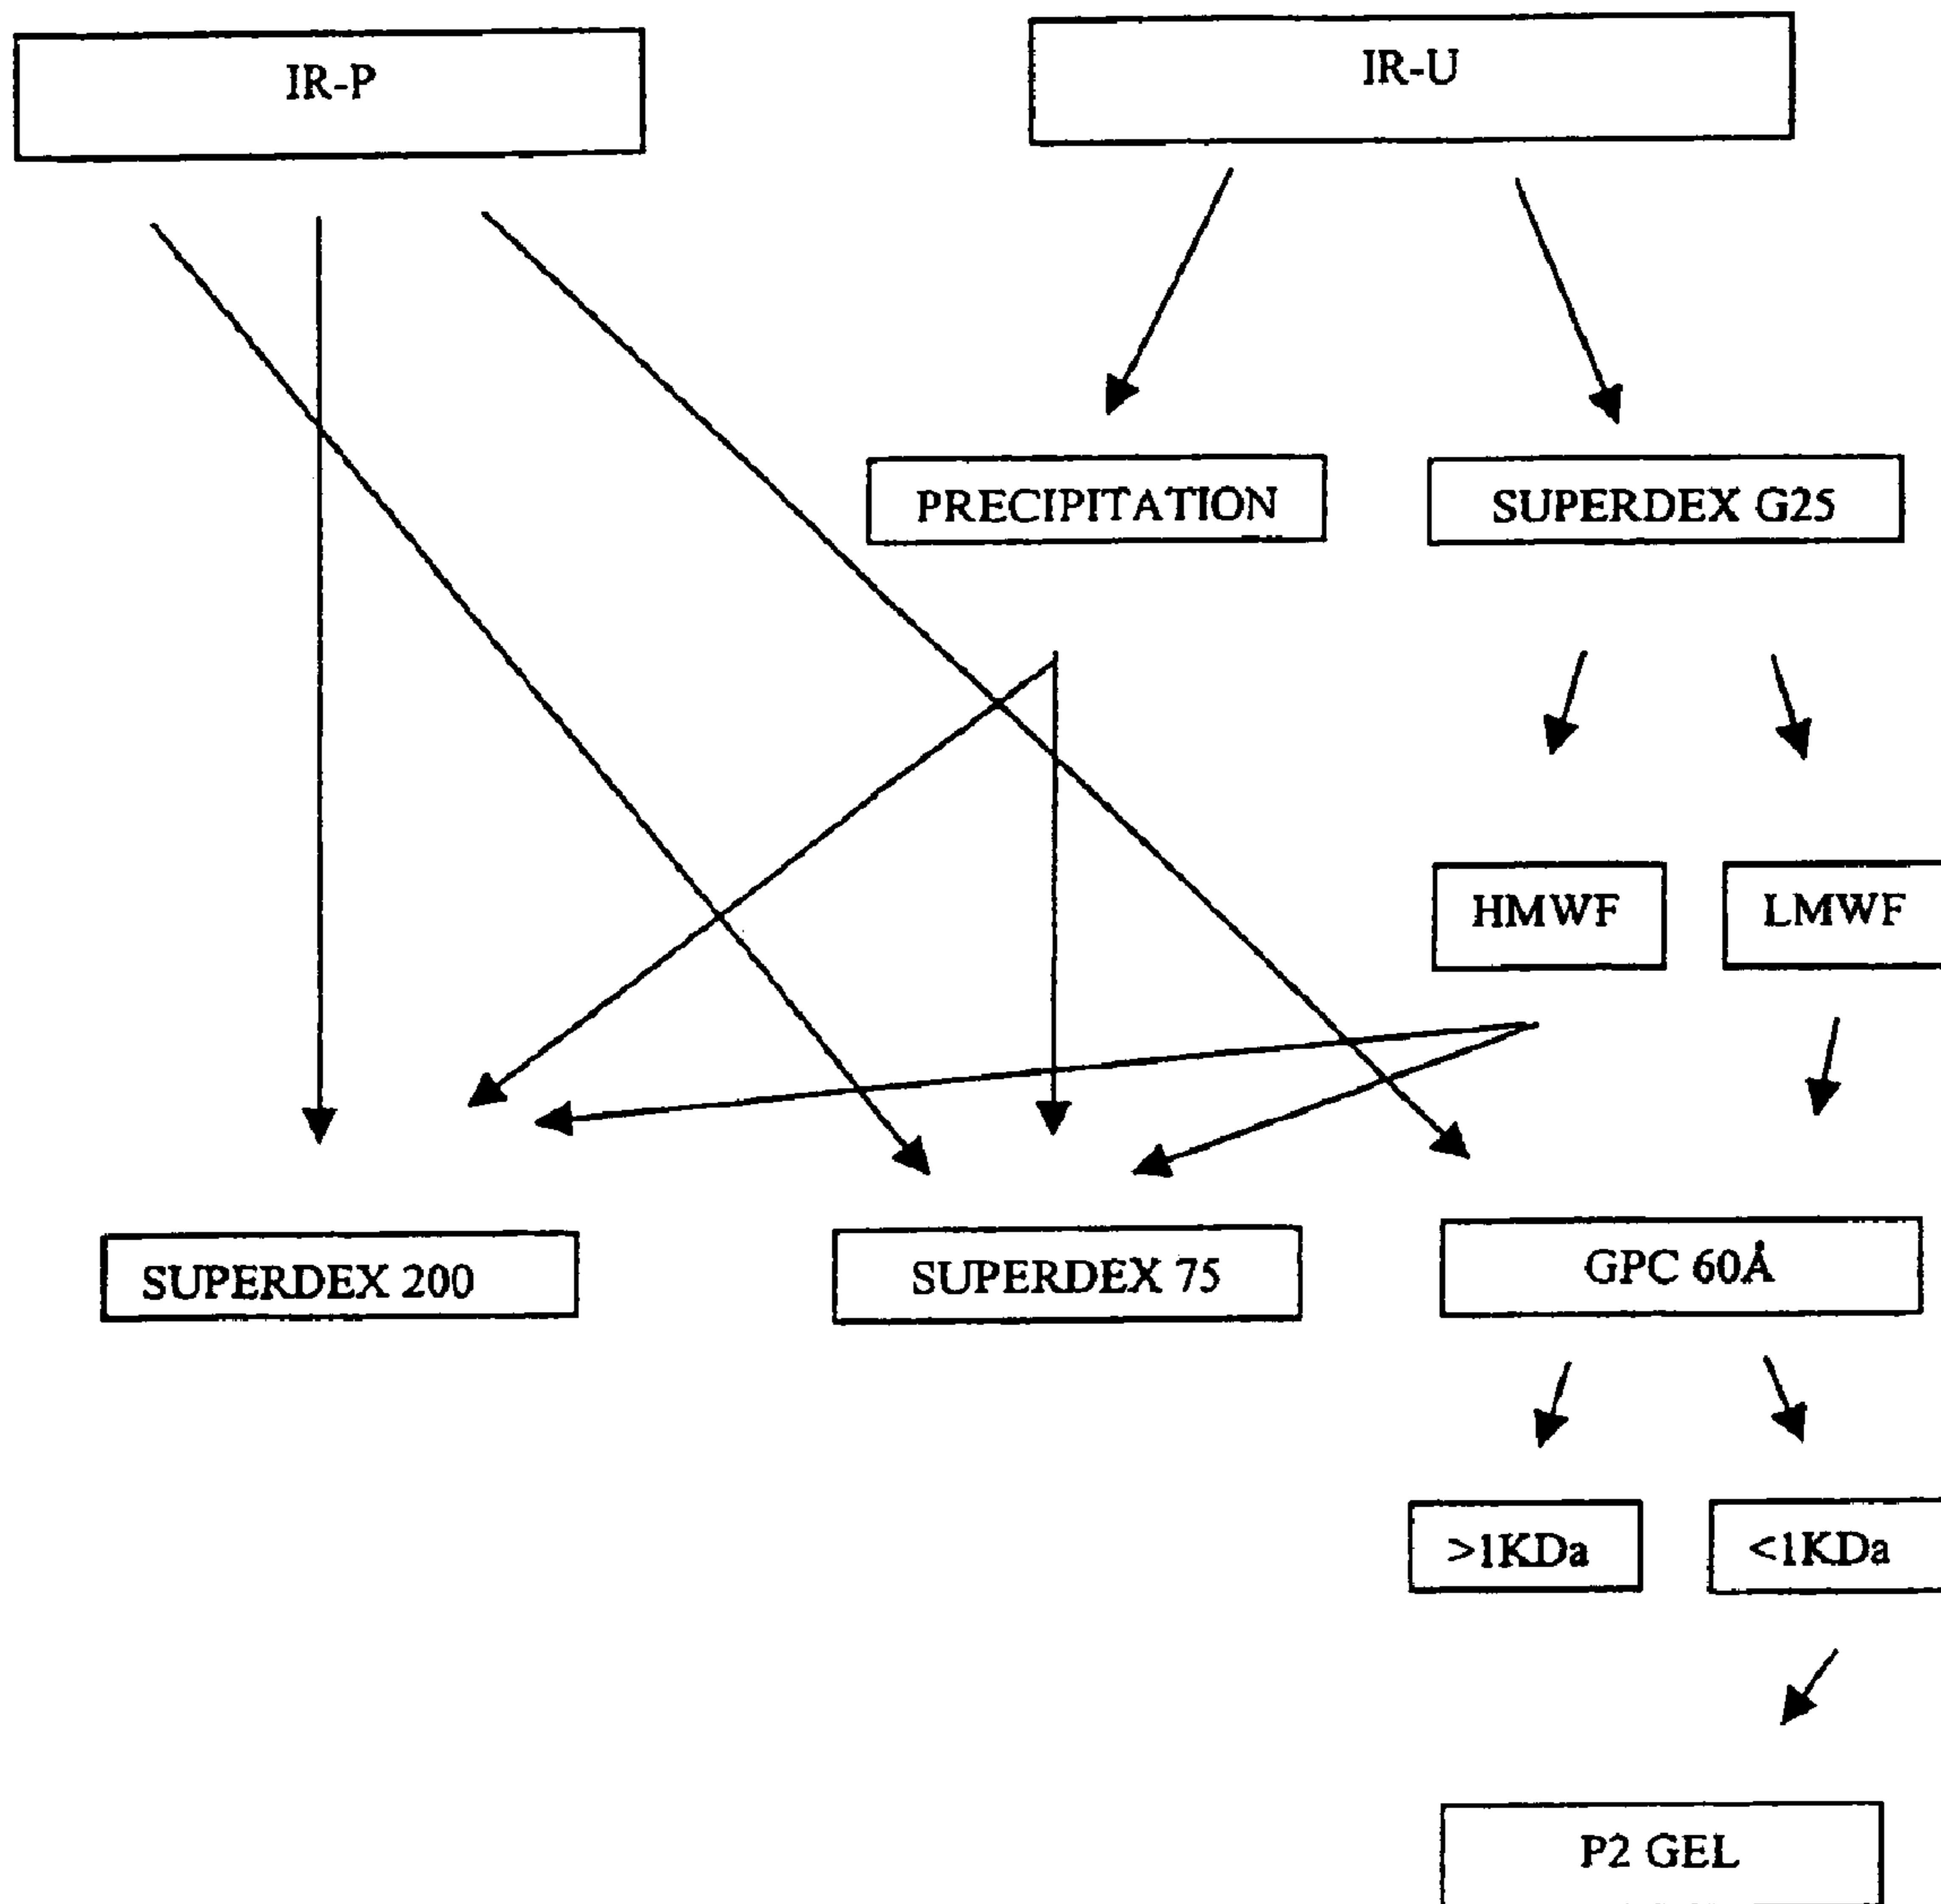 IR-P
IR-U
PRECIPITATION
SUPERDEX G25
HMWF
LMWF
SUPERDEX 200
SUPERDEX 75
GPC 60Å
>1KDa
<1KDa
P2 GEL